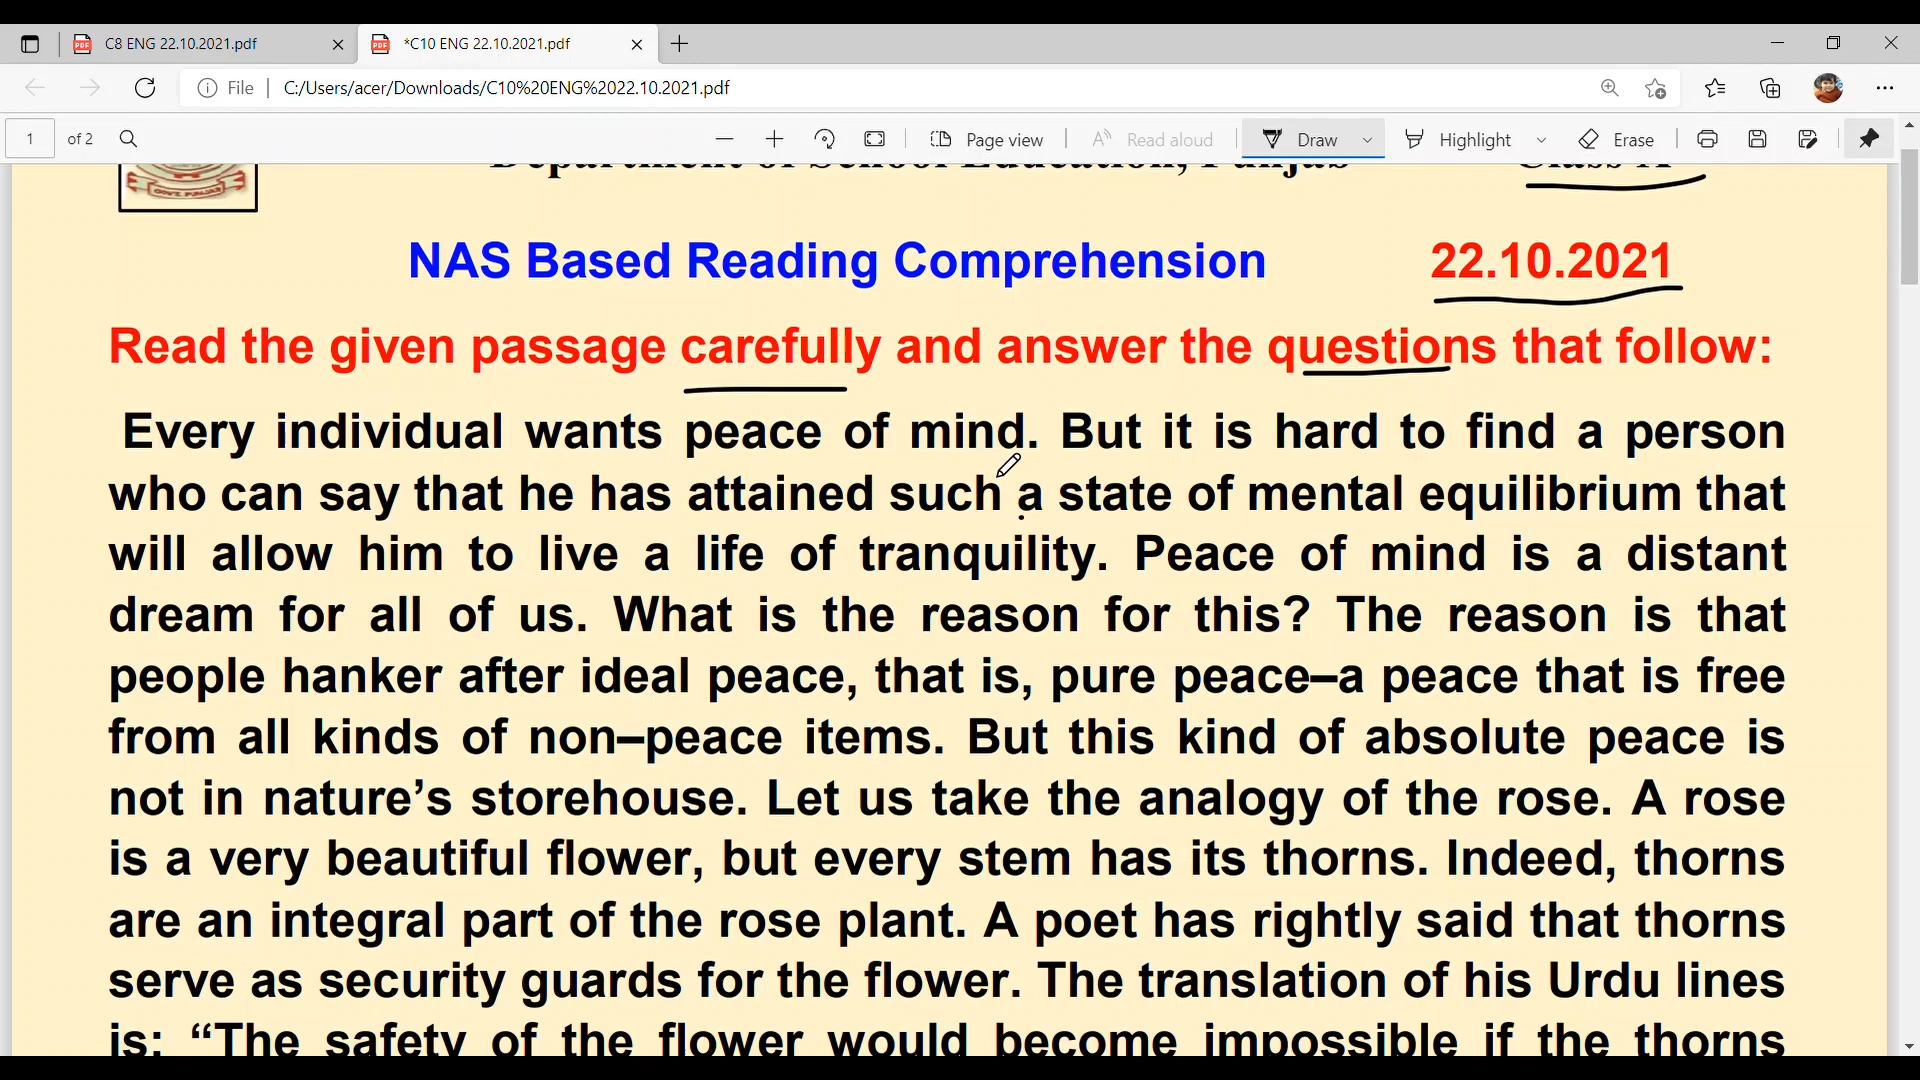 C8 ENG 22.10.2021.pdf
*C10 ENG 22.10.2021.pdf
File C:/Users/acer/Downloads/C10%20ENG%2022.10.2021.pdf
1 of 2 Page view Read aloud Draw Highlight Erase
Department of School Education, Punjab
NAS Based Reading Comprehension 22.10.2021
Read the given passage carefully and answer the questions that follow:
Every individual wants peace of mind. But it is hard to find a person
who can say that he has attained such a state of mental equilibrium that
will allow him to live a life of tranquility. Peace of mind is a distant
dream for all of us. What is the reason for this? The reason is that
people hanker after ideal peace, that is, pure peace–a peace that is free
from all kinds of non–peace items. But this kind of absolute peace is
not in nature’s storehouse. Let us take the analogy of the rose. A rose
is a very beautiful flower, but every stem has its thorns. Indeed, thorns
are an integral part of the rose plant. A poet has rightly said that thorns
serve as security guards for the flower. The translation of his Urdu lines
is: “The safety of the flower would become impossible if the thorns